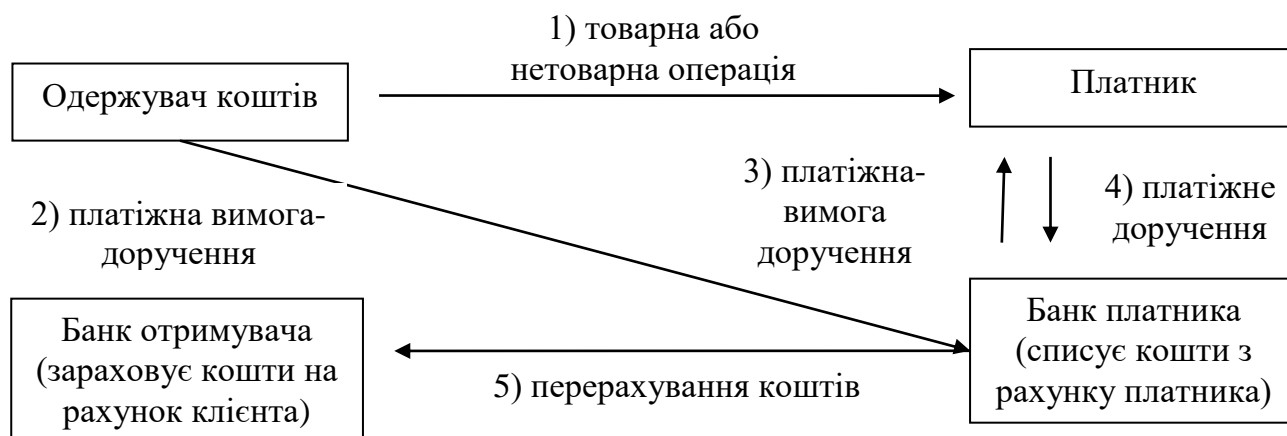 1) товарна або
нетоварна операція
Одержувач коштів
Платник
2) платіжна вимога-
доручення
3) платіжна-
вимога
доручення
4) платіжне
доручення
Банк отримувача
(зараховує кошти на
рахунок клієнта)
5) перерахування коштів
Банк платника
(списує кошти з
рахунку платника)